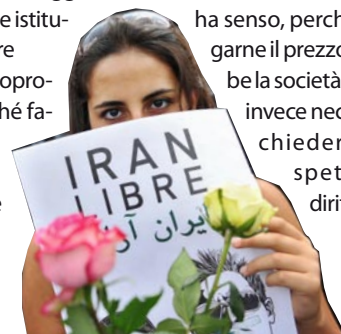 e istitu-
re
opro-
hé fa-
e
ha senso, perch
garne il prezzo
be la società
invece nec
chieder
spet
dirit
IRAN
LIBRE
ایران آ